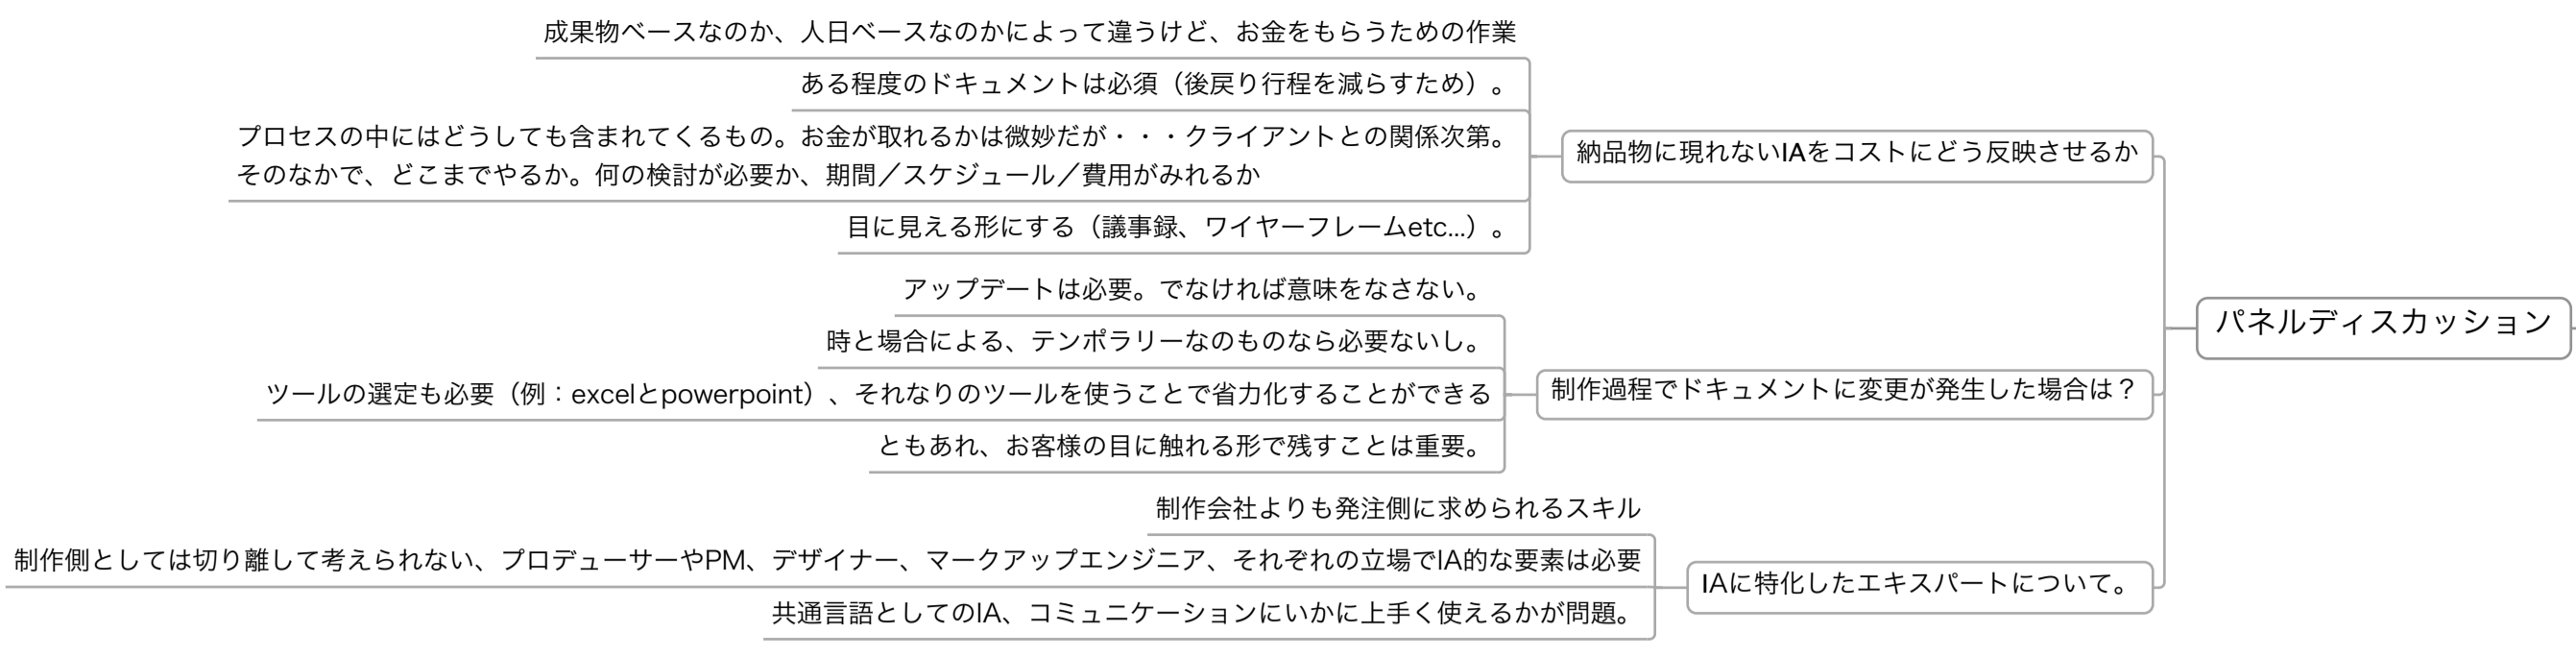 パネルディスカッション
納品物に現れないIAをコストにどう反映させるか
成果物ベースなのか、人日ベースなのかによって違うけど、お金をもらうための作業
ある程度のドキュメントは必須（後戻り行程を減らすため）。
プロセスの中にはどうしても含まれてくるもの。お金が取れるかは微妙だが・・・クライアントとの関係次第。
そのなかで、どこまでやるか。何の検討が必要か、期間／スケジュール／費用がみれるか
目に見える形にする（議事録、ワイヤーフレームetc...）。
制作過程でドキュメントに変更が発生した場合は？
アップデートは必要。でなければ意味をなさない。
時と場合による、テンポラリーなのものなら必要ないし。
ツールの選定も必要（例：excelとpowerpoint）、それなりのツールを使うことで省力化することができる
ともあれ、お客様の目に触れる形で残すことは重要。
IAに特化したエキスパートについて。
制作会社よりも発注側に求められるスキル
制作側としては切り離して考えられない、プロデューサーやPM、デザイナー、マークアップエンジニア、それぞれの立場でIA的な要素は必要
共通言語としてのIA、コミュニケーションにいかに上手く使えるかが問題。